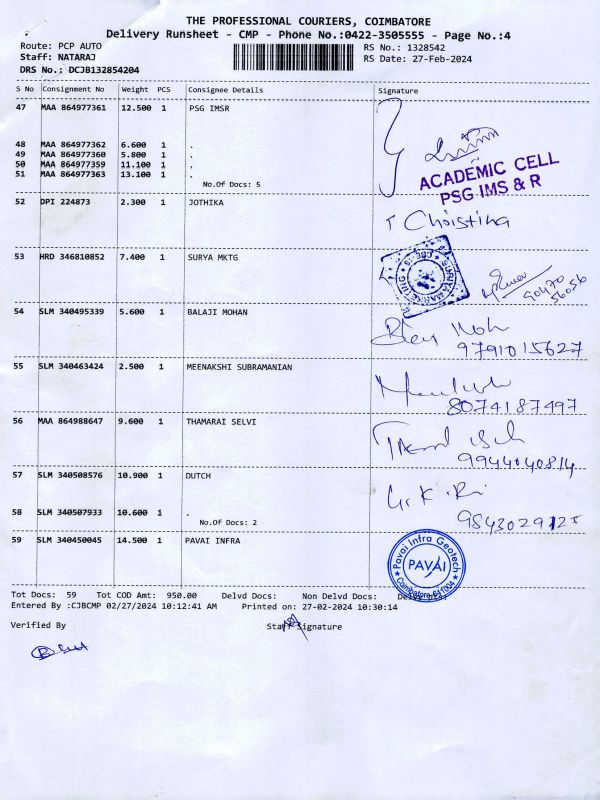 THE PROFESSIONAL COURIERS, COIMBATORE
Delivery Runsheet - CMP - Phone No.:0422-3505555 - Page No.:4
Route: PCP AUTO RS No.: 1328542
Staff: NATARAJ RS Date: 27-Feb-2024
DRS No.: DCJB132854204
S No Consignment No Weight PCS Consignee Details Signature
47 MAA 864977361 12.500 1 PSG IMSR
48 MAA 864977362 6.600 1 .
49 MAA 864977360 5.800 1 .
50 MAA 864977359 11.100 1 .
51 MAA 864977363 13.100 1 .
No.Of Docs: 5
ACADEMIC CELL
PSG IMS & R
52 DPI 224873 2.300 1 JOTHIKA
53 HRD 346810852 7.400 1 SURYA MKTG
SURYA MARKETING
90470
56056
54 SLM 340495339 5.600 1 BALAJI MOHAN
9791015627
55 SLM 340463424 2.500 1 MEENAKSHI SUBRAMANIAN
8074187497
56 MAA 864988647 9.600 1 THAMARAI SELVI
9944040814
57 SLM 340508576 10.900 1 DUTCH
58 SLM 340507933 10.600 1 .
No.Of Docs: 2
9543029125
59 SLM 340450045 14.500 1 PAVAI INFRA
Pavai Infra Geotech
PAVAI
Coimbatore 641004
Tot Docs: 59 Tot COD Amt: 950.00 Delvd Docs: Non Delvd Docs:
Entered By :CJBCMP 02/27/2024 10:12:41 AM Printed on: 27-02-2024 10:30:14
Verified By Staff Signature